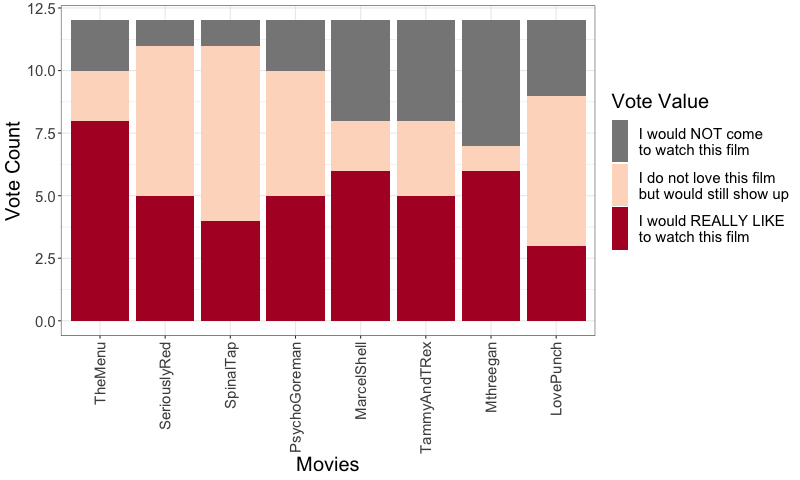 12.5
10.0
7.5
5.0
2.5
0.0
Vote Count
TheMenu
SeriouslyRed
SpinalTap
PsychoGoreman
MarcelShell
TammyAndTRex
Mthreegan
LovePunch
Movies
Vote Value
I would NOT come
to watch this film
I do not love this film
but would still show up
I would REALLY LIKE
to watch this film